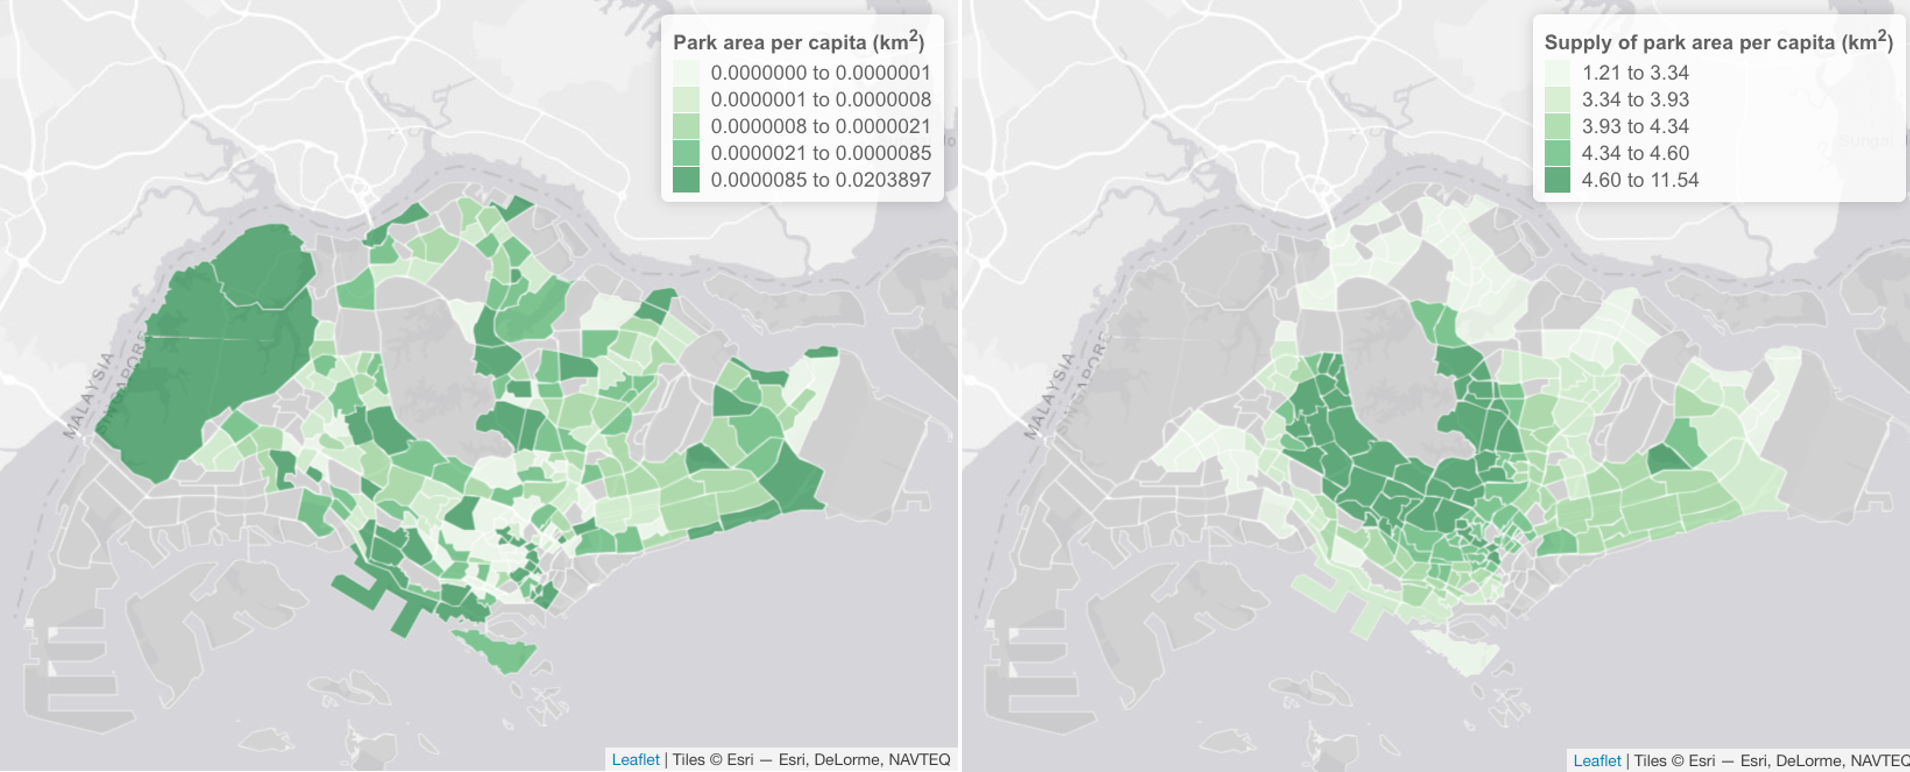 Park area per capita (km²)
0.0000000 to 0.0000001
0.0000001 to 0.0000008
0.0000008 to 0.0000021
0.0000021 to 0.0000085
0.0000085 to 0.0203897
MALAYSIA
SINGAPORE
Leaflet | Tiles © Esri — Esri, DeLorme, NAVTEQ
Supply of park area per capita (km²)
1.21 to 3.34
3.34 to 3.93
3.93 to 4.34
4.34 to 4.60
4.60 to 11.54
Sungai
MALAYSIA
SINGAPORE
Leaflet | Tiles © Esri — Esri, DeLorme, NAVTEQ